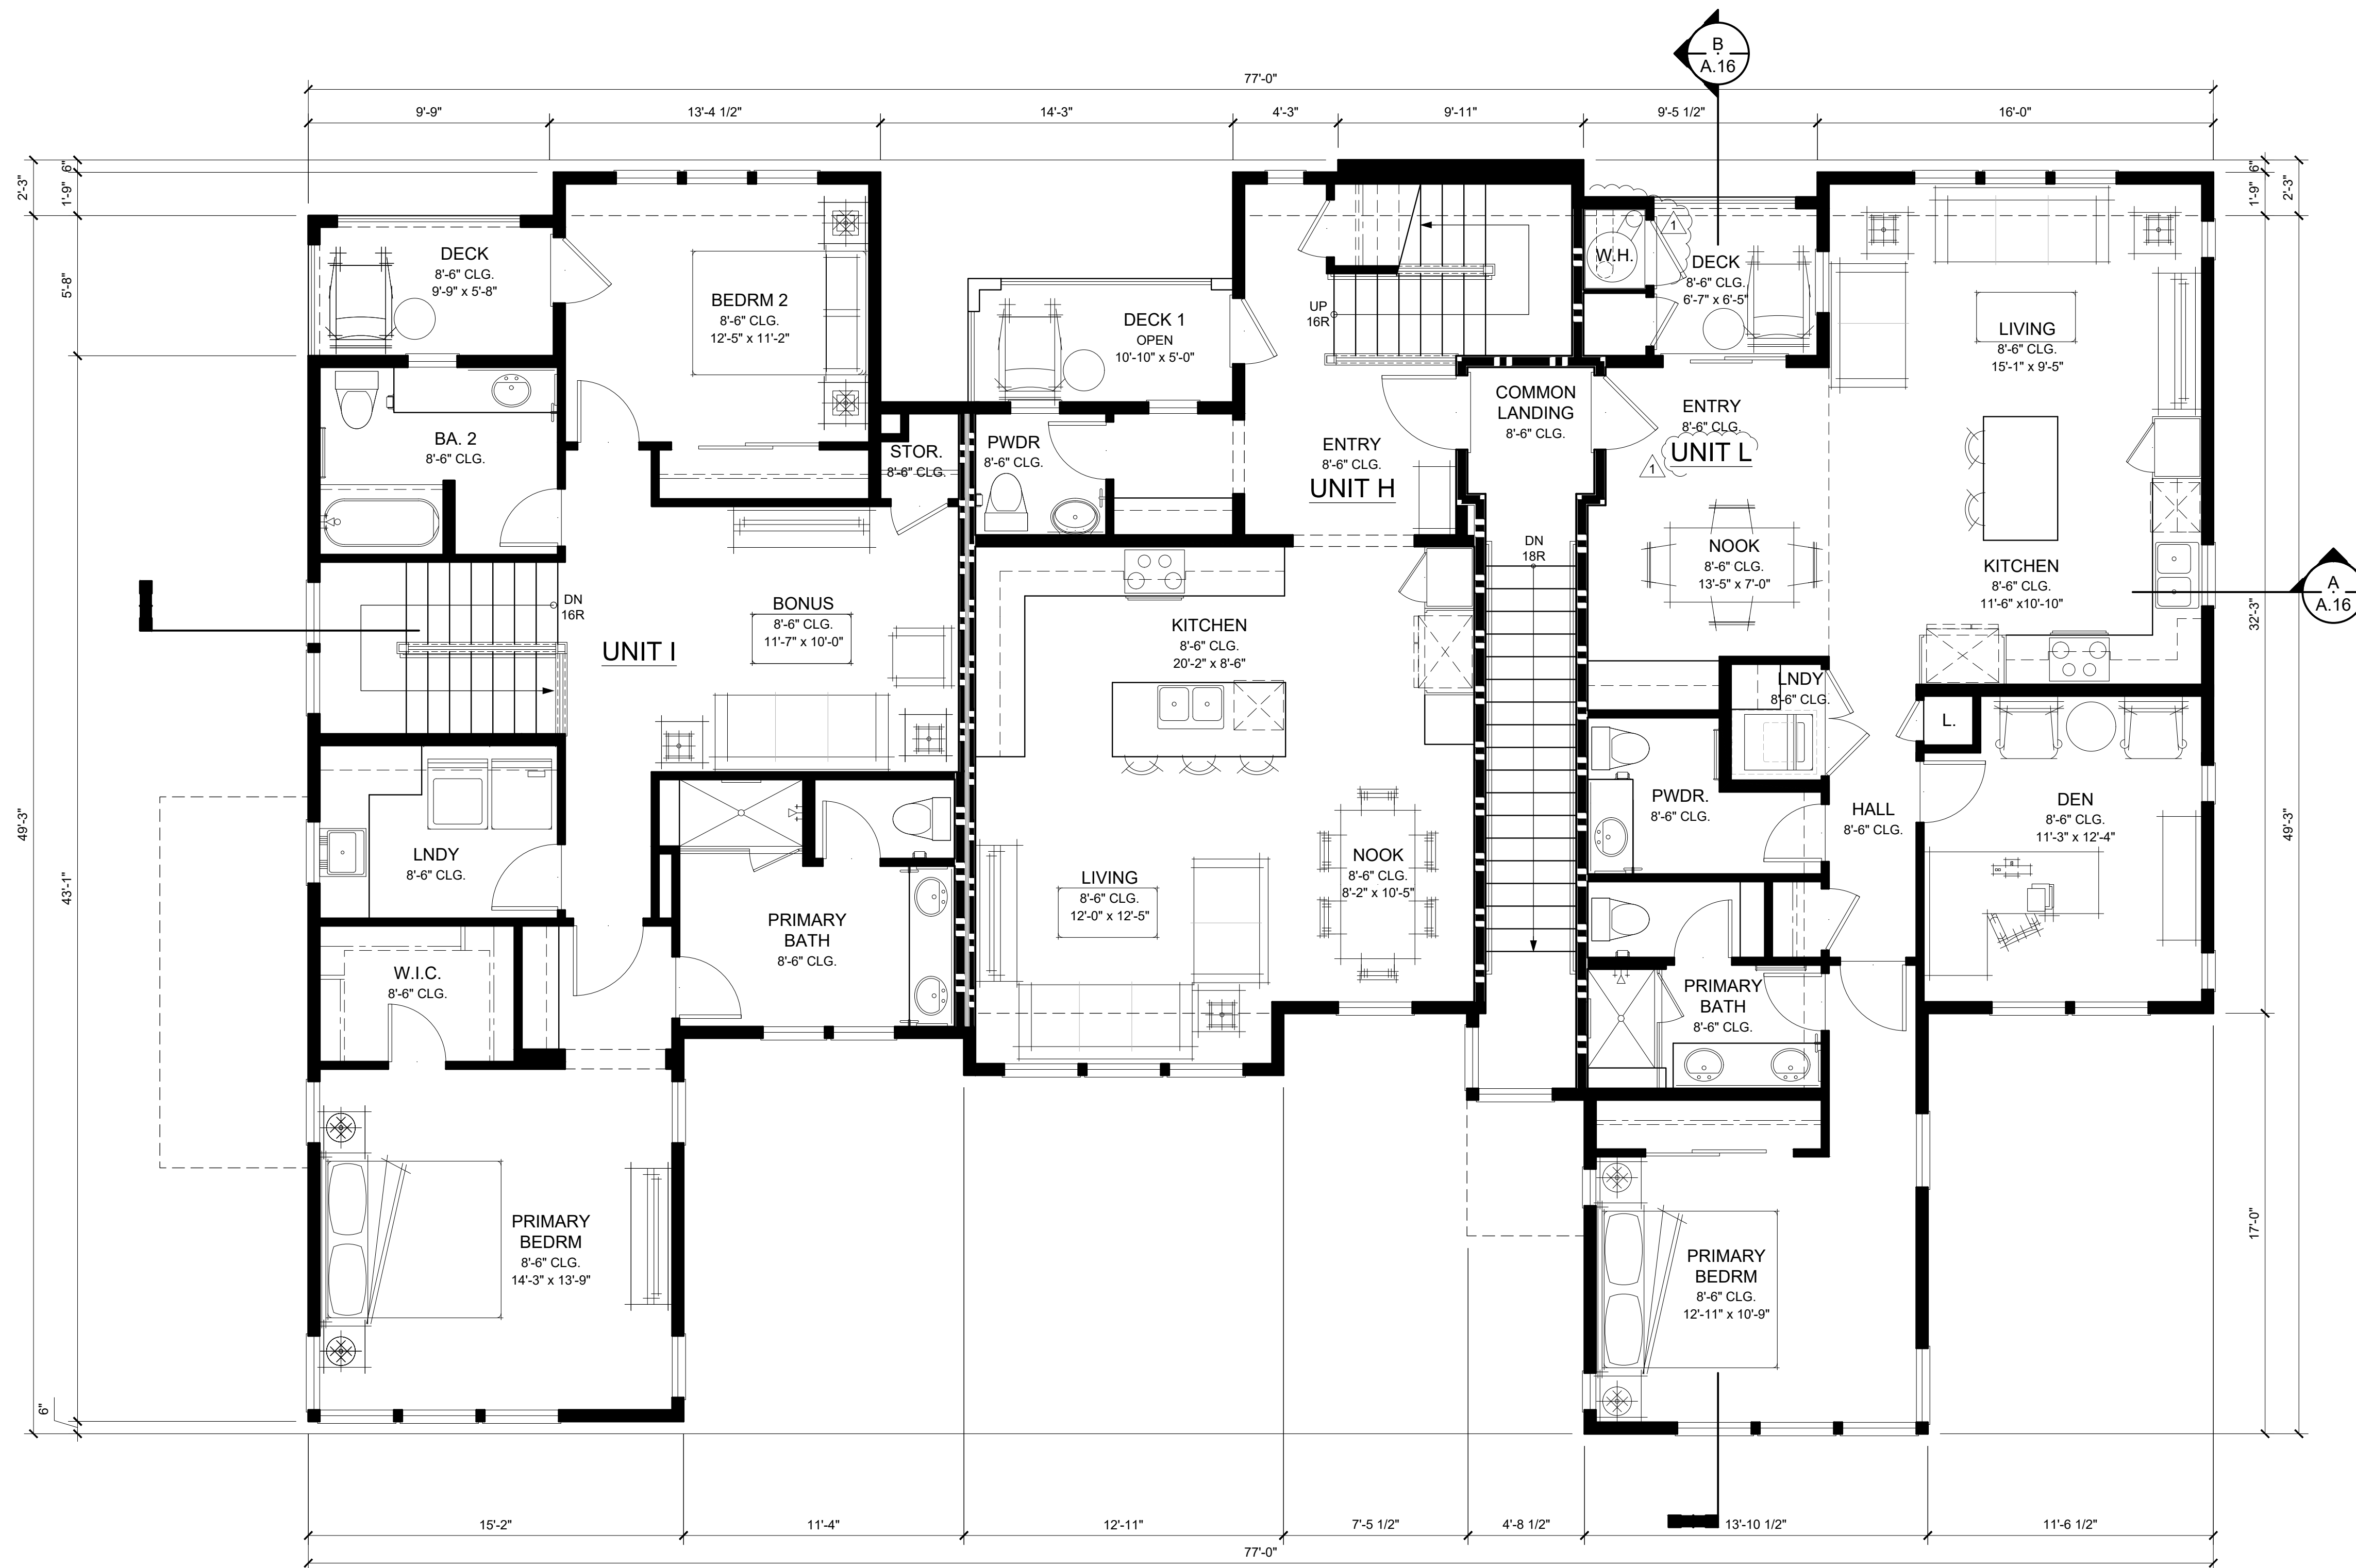 B
A.16
77'-0"
9'-9"
13'-4 1/2"
14'-3"
4'-3"
9'-11"
9'-5 1/2"
16'-0"
2'-3"
6"
1'-9"
5'-8"
43'-1"
49'-3"
6"
6"
1'-9"
2'-3"
32'-3"
49'-3"
17'-0"
DECK
8'-6" CLG.
9'-9" x 5'-8"
BEDRM 2
8'-6" CLG.
12'-5" x 11'-2"
BA. 2
8'-6" CLG.
STOR.
8'-6" CLG.
DN
16R
UNIT I
BONUS
8'-6" CLG.
11'-7" x 10'-0"
LNDY
8'-6" CLG.
W.I.C.
8'-6" CLG.
PRIMARY
BATH
8'-6" CLG.
PRIMARY
BEDRM
8'-6" CLG.
14'-3" x 13'-9"
DECK 1
OPEN
10'-10" x 5'-0"
PWDR
8'-6" CLG.
UP
16R
ENTRY
8'-6" CLG.
UNIT H
KITCHEN
8'-6" CLG.
20'-2" x 8'-6"
LIVING
8'-6" CLG.
12'-0" x 12'-5"
NOOK
8'-6" CLG.
8'-2" x 10'-5"
COMMON
LANDING
8'-6" CLG.
DN
18R
W.H.
1
DECK
8'-6" CLG.
6'-7" x 6'-5"
LIVING
8'-6" CLG.
15'-1" x 9'-5"
ENTRY
8'-6" CLG.
UNIT L
1
NOOK
8'-6" CLG.
13'-5" x 7'-0"
KITCHEN
8'-6" CLG.
11'-6" x10'-10"
A
A.16
LNDY
8'-6" CLG.
L.
PWDR.
8'-6" CLG.
HALL
8'-6" CLG.
DEN
8'-6" CLG.
11'-3" x 12'-4"
PRIMARY
BATH
8'-6" CLG.
PRIMARY
BEDRM
8'-6" CLG.
12'-11" x 10'-9"
15'-2"
11'-4"
12'-11"
7'-5 1/2"
4'-8 1/2"
13'-10 1/2"
11'-6 1/2"
77'-0"